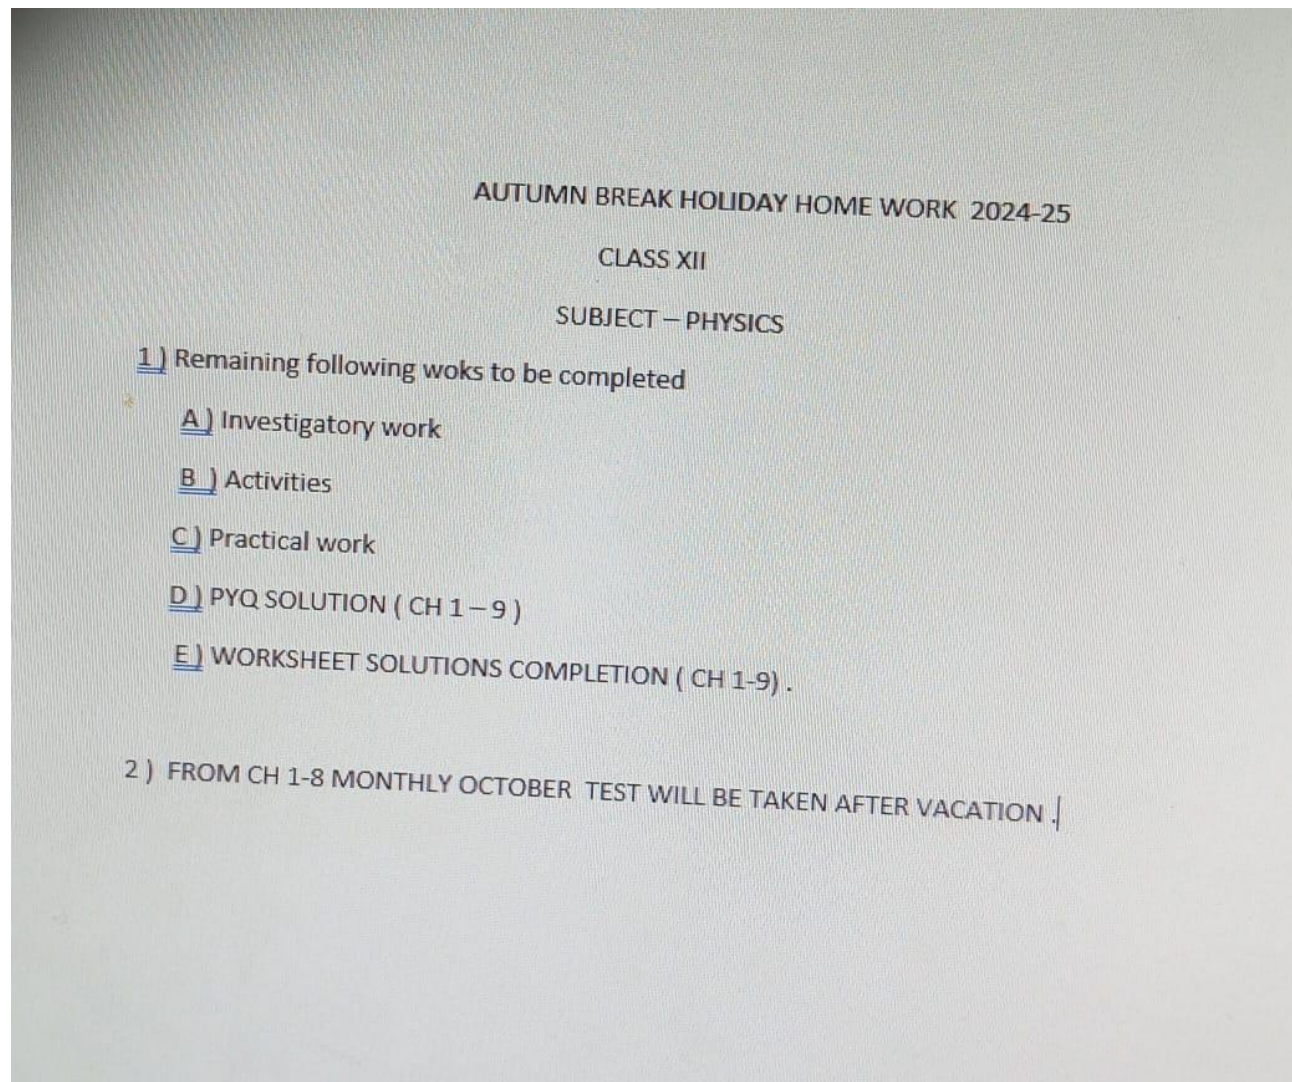 AUTUMN BREAK HOLIDAY HOME WORK 2024-25
CLASS XII
SUBJECT – PHYSICS
1 ) Remaining following woks to be completed
A ) Investigatory work
B ) Activities
C ) Practical work
D ) PYQ SOLUTION ( CH 1 – 9 )
E ) WORKSHEET SOLUTIONS COMPLETION ( CH 1-9) .
2 ) FROM CH 1-8 MONTHLY OCTOBER TEST WILL BE TAKEN AFTER VACATION .